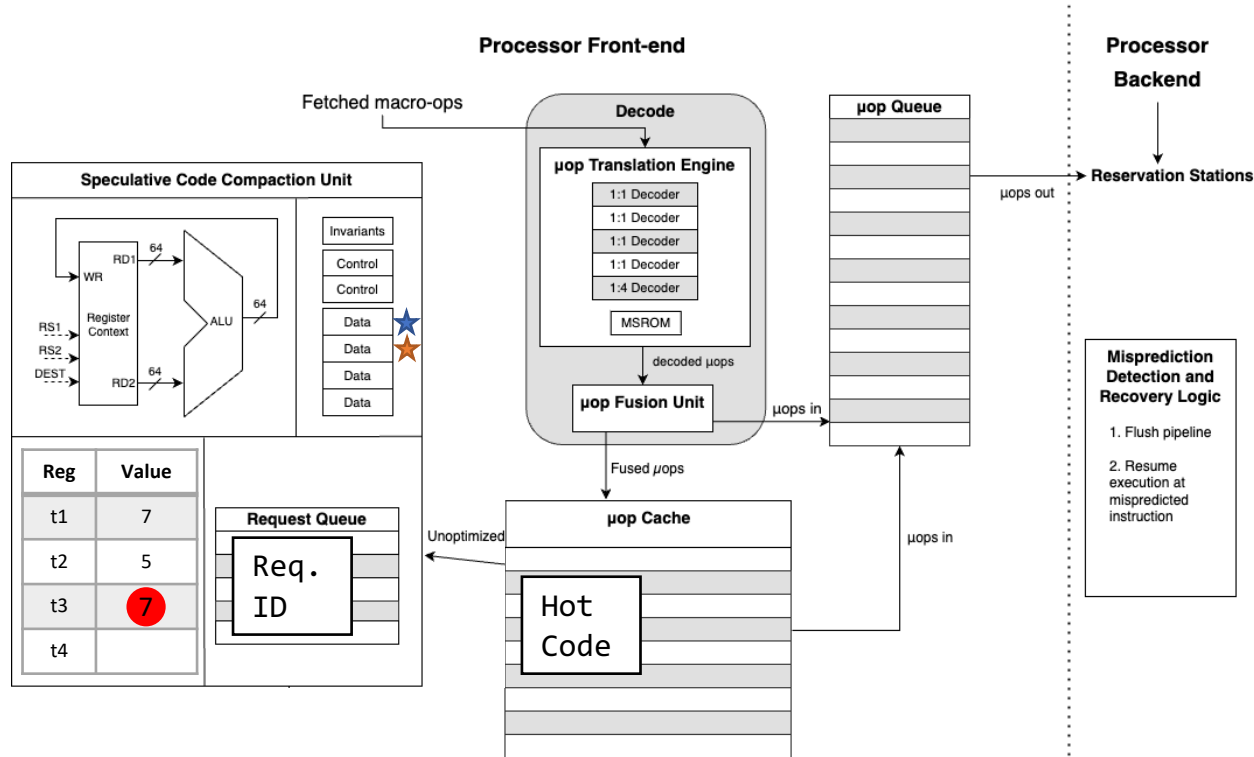 Processor Front-end
Processor
Backend
Fetched macro-ops
Decode
µop Translation Engine
1:1 Decoder
1:1 Decoder
1:1 Decoder
1:1 Decoder
1:4 Decoder
MSROM
decoded µops
µop Fusion Unit
µops in
Fused µops
µop Queue
µops out
Reservation Stations
Speculative Code Compaction Unit
WR
RD1
64
Register
Context
ALU
64
RS1
RS2
DEST
RD2
64
Invariants
Control
Control
Data
Data
Data
Data
Reg Value
t1 7
t2 5
t3 7
t4
Request Queue
Req.
ID
Unoptimized
µop Cache
Hot
Code
µops in
Misprediction
Detection and
Recovery Logic
1. Flush pipeline
2. Resume
execution at
mispredicted
instruction